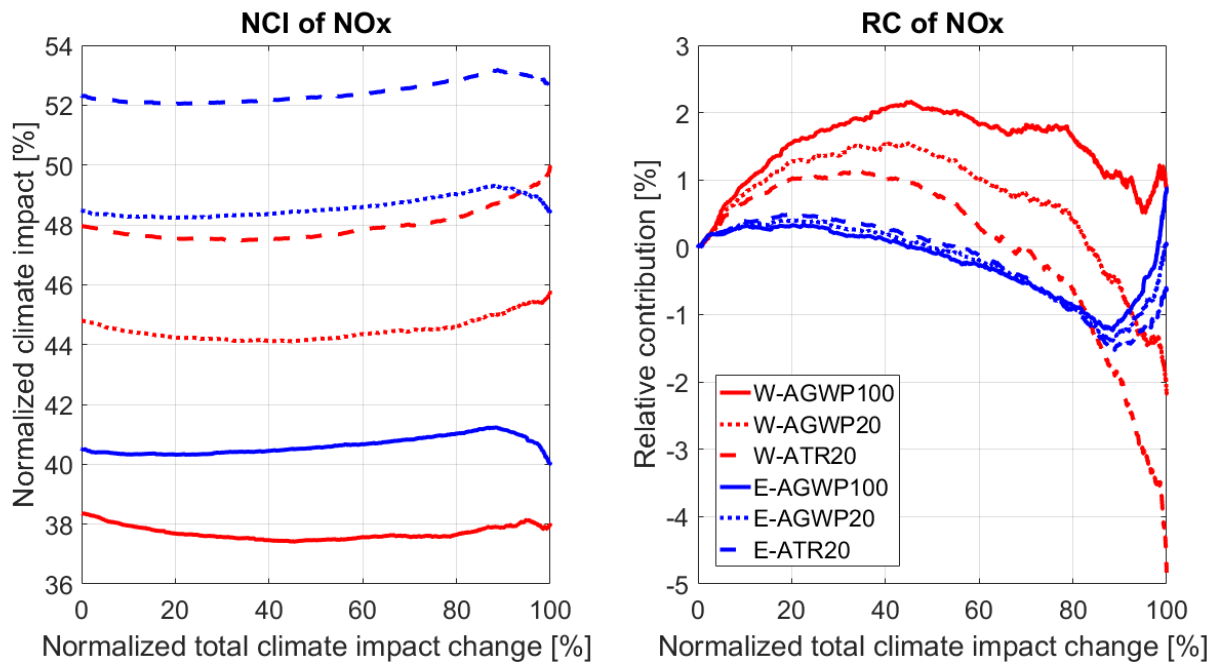 NCI of NOx
Normalized climate impact [%]
54
52
50
48
46
44
42
40
38
36
0
20
40
60
80
100
Normalized total climate impact change [%]
RC of NOx
Relative contribution [%]
3
2
1
0
-1
-2
-3
-4
-5
W-AGWP100
W-AGWP20
W-ATR20
E-AGWP100
E-AGWP20
E-ATR20
0
20
40
60
80
100
Normalized total climate impact change [%]